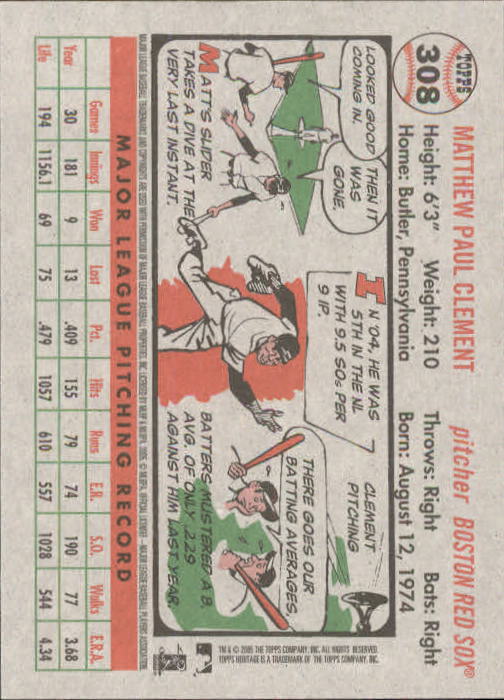 TOPPS
308
MATTHEW PAUL CLEMENT pitcher BOSTON RED SOX®
Height: 6'3" Weight: 210 Throws: Right Bats: Right
Home: Butler, Pennsylvania Born: August 12, 1974
LOOKED GOOD
COMING IN.
THEN IT
WAS
GONE.
MATT'S SLIDER
TAKES A DIVE AT THE
VERY LAST INSTANT.
IN '04, HE WAS
5TH IN THE NL
WITH 9.5 SOs PER
9 IP.
CLEMENT
PITCHING
THERE GOES OUR
BATTING AVERAGES.
BATTERS MUSTERED A B.
AVG. OF ONLY .229
AGAINST HIM LAST YEAR.
TM & © 2005 THE TOPPS COMPANY, INC. ALL RIGHTS RESERVED.
TOPPS HERITAGE IS A TRADEMARK OF THE TOPPS COMPANY, INC.
MAJOR LEAGUE PITCHING RECORD
Year Games Innings Won Lost Pct. Hits Runs E.R. S.O. Walks E.R.A.
30 181 9 13 .409 155 79 74 190 77 3.68
Life 194 1156.1 69 75 .479 1057 610 557 1028 544 4.34